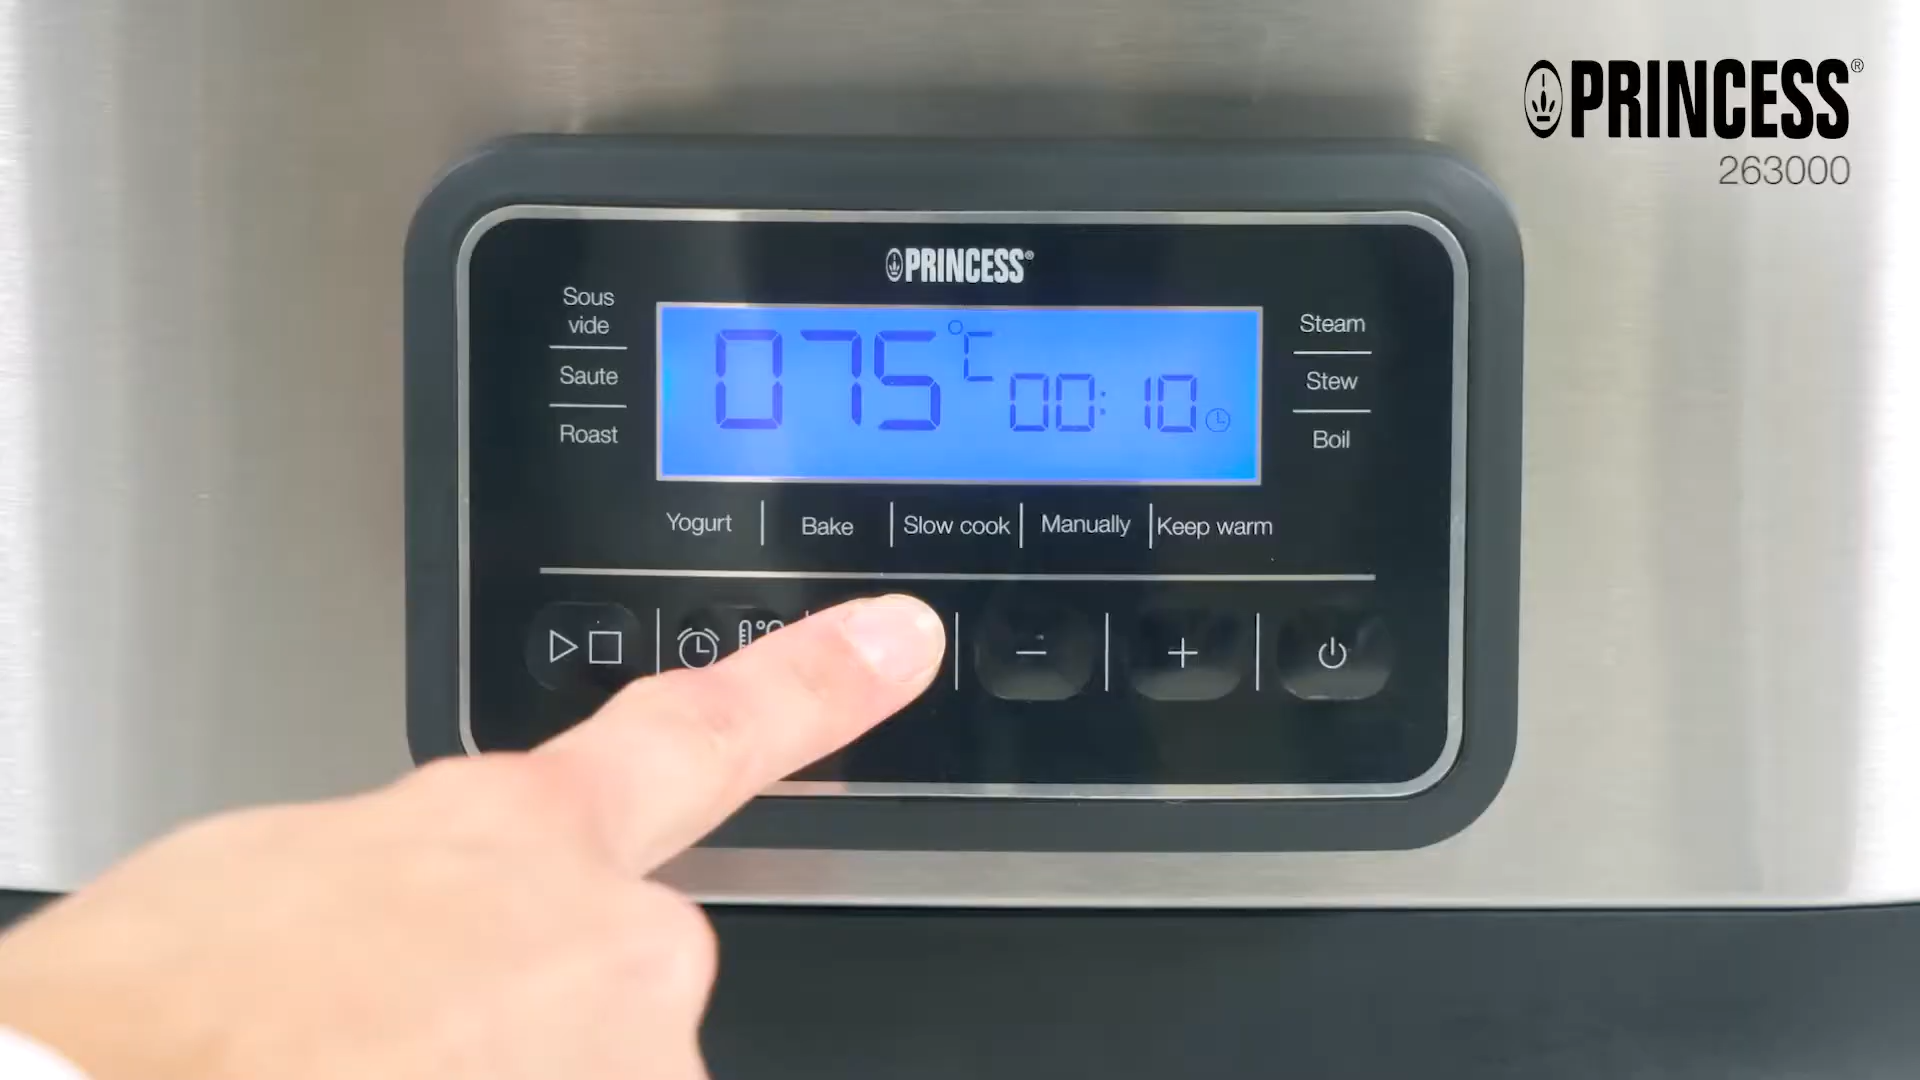 PRINCESS®
263000
PRINCESS®
Sous
vide
Saute
Roast
075°C 00:10
Steam
Stew
Boil
Yogurt
Bake
Slow cook
Manually
Keep warm